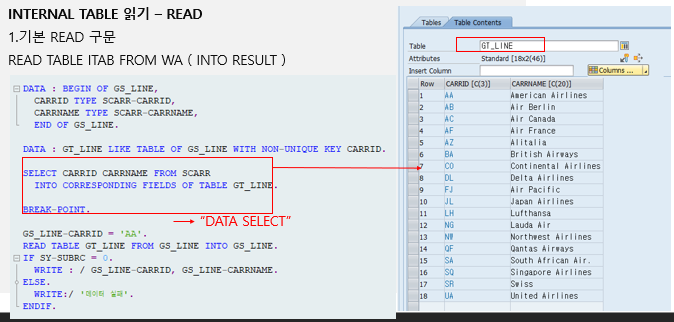 INTERNAL TABLE 읽기 – READ
1.기본 READ 구문
READ TABLE ITAB FROM WA ( INTO RESULT )
DATA : BEGIN OF GS_LINE,
CARRID TYPE SCARR-CARRID,
CARRNAME TYPE SCARR-CARRNAME,
END OF GS_LINE.
DATA : GT_LINE LIKE TABLE OF GS_LINE WITH NON-UNIQUE KEY CARRID.
SELECT CARRID CARRNAME FROM SCARR
INTO CORRESPONDING FIELDS OF TABLE GT_LINE.
BREAK-POINT.
“DATA SELECT”
GS_LINE-CARRID = 'AA'.
READ TABLE GT_LINE FROM GS_LINE INTO GS_LINE.
IF SY-SUBRC = 0.
WRITE : / GS_LINE-CARRID, GS_LINE-CARRNAME.
ELSE.
WRITE:/ '데이터 실패'.
ENDIF.
Tables Table Contents
Table GT_LINE
Attributes Standard [18x2(46)]
Insert Column Columns ...
Row CARRID [C(3)] CARRNAME [C(20)]
1 AA American Airlines
2 AB Air Berlin
3 AC Air Canada
4 AF Air France
5 AZ Alitalia
6 BA British Airways
7 CO Continental Airlines
8 DL Delta Airlines
9 FJ Air Pacific
10 JL Japan Airlines
11 LH Lufthansa
12 NG Lauda Air
13 NW Northwest Airlines
14 QF Qantas Airways
15 SA South African Air.
16 SQ Singapore Airlines
17 SR Swiss
18 UA United Airlines